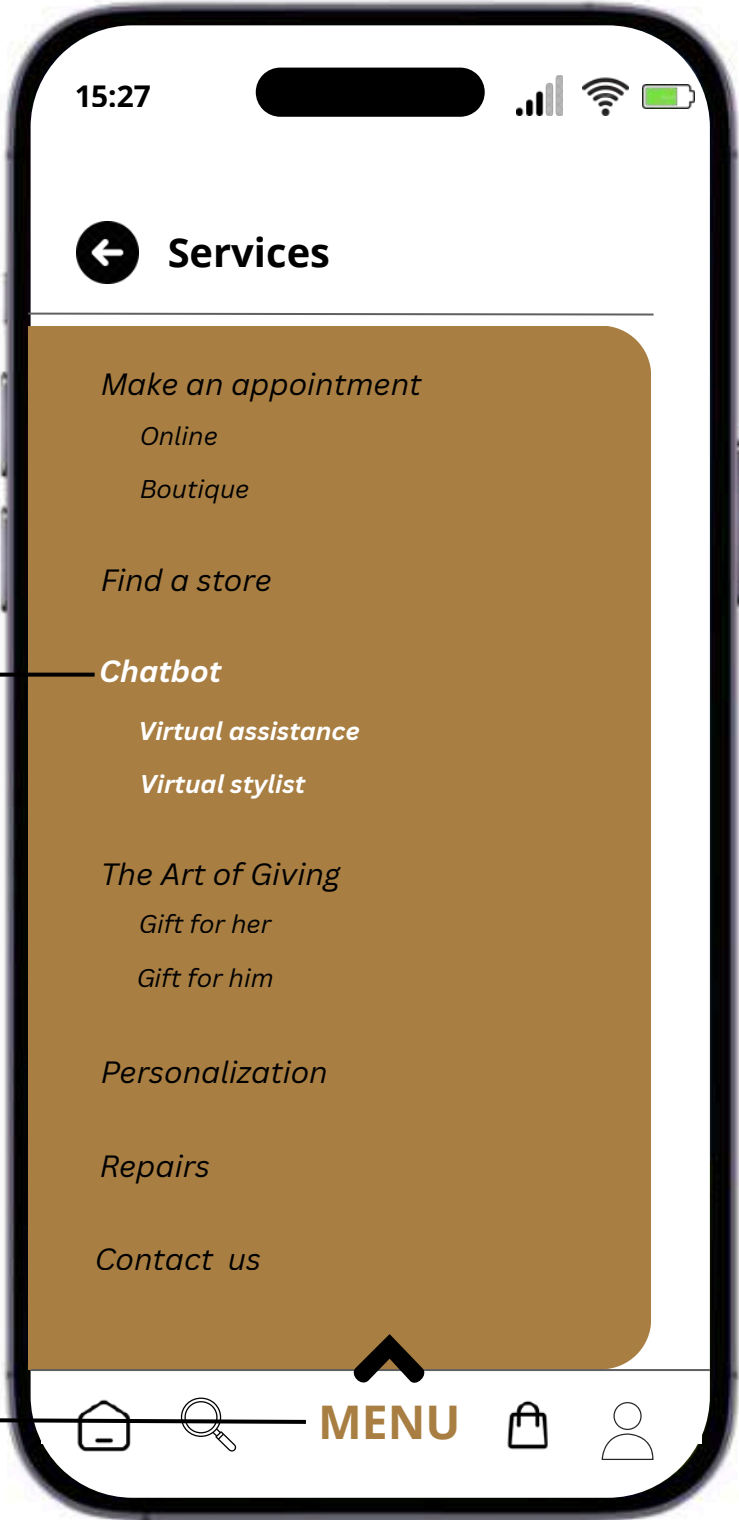 15:27
Services
Make an appointment
Online
Boutique
Find a store
Chatbot
Virtual assistance
Virtual stylist
The Art of Giving
Gift for her
Gift for him
Personalization
Repairs
Contact us
MENU